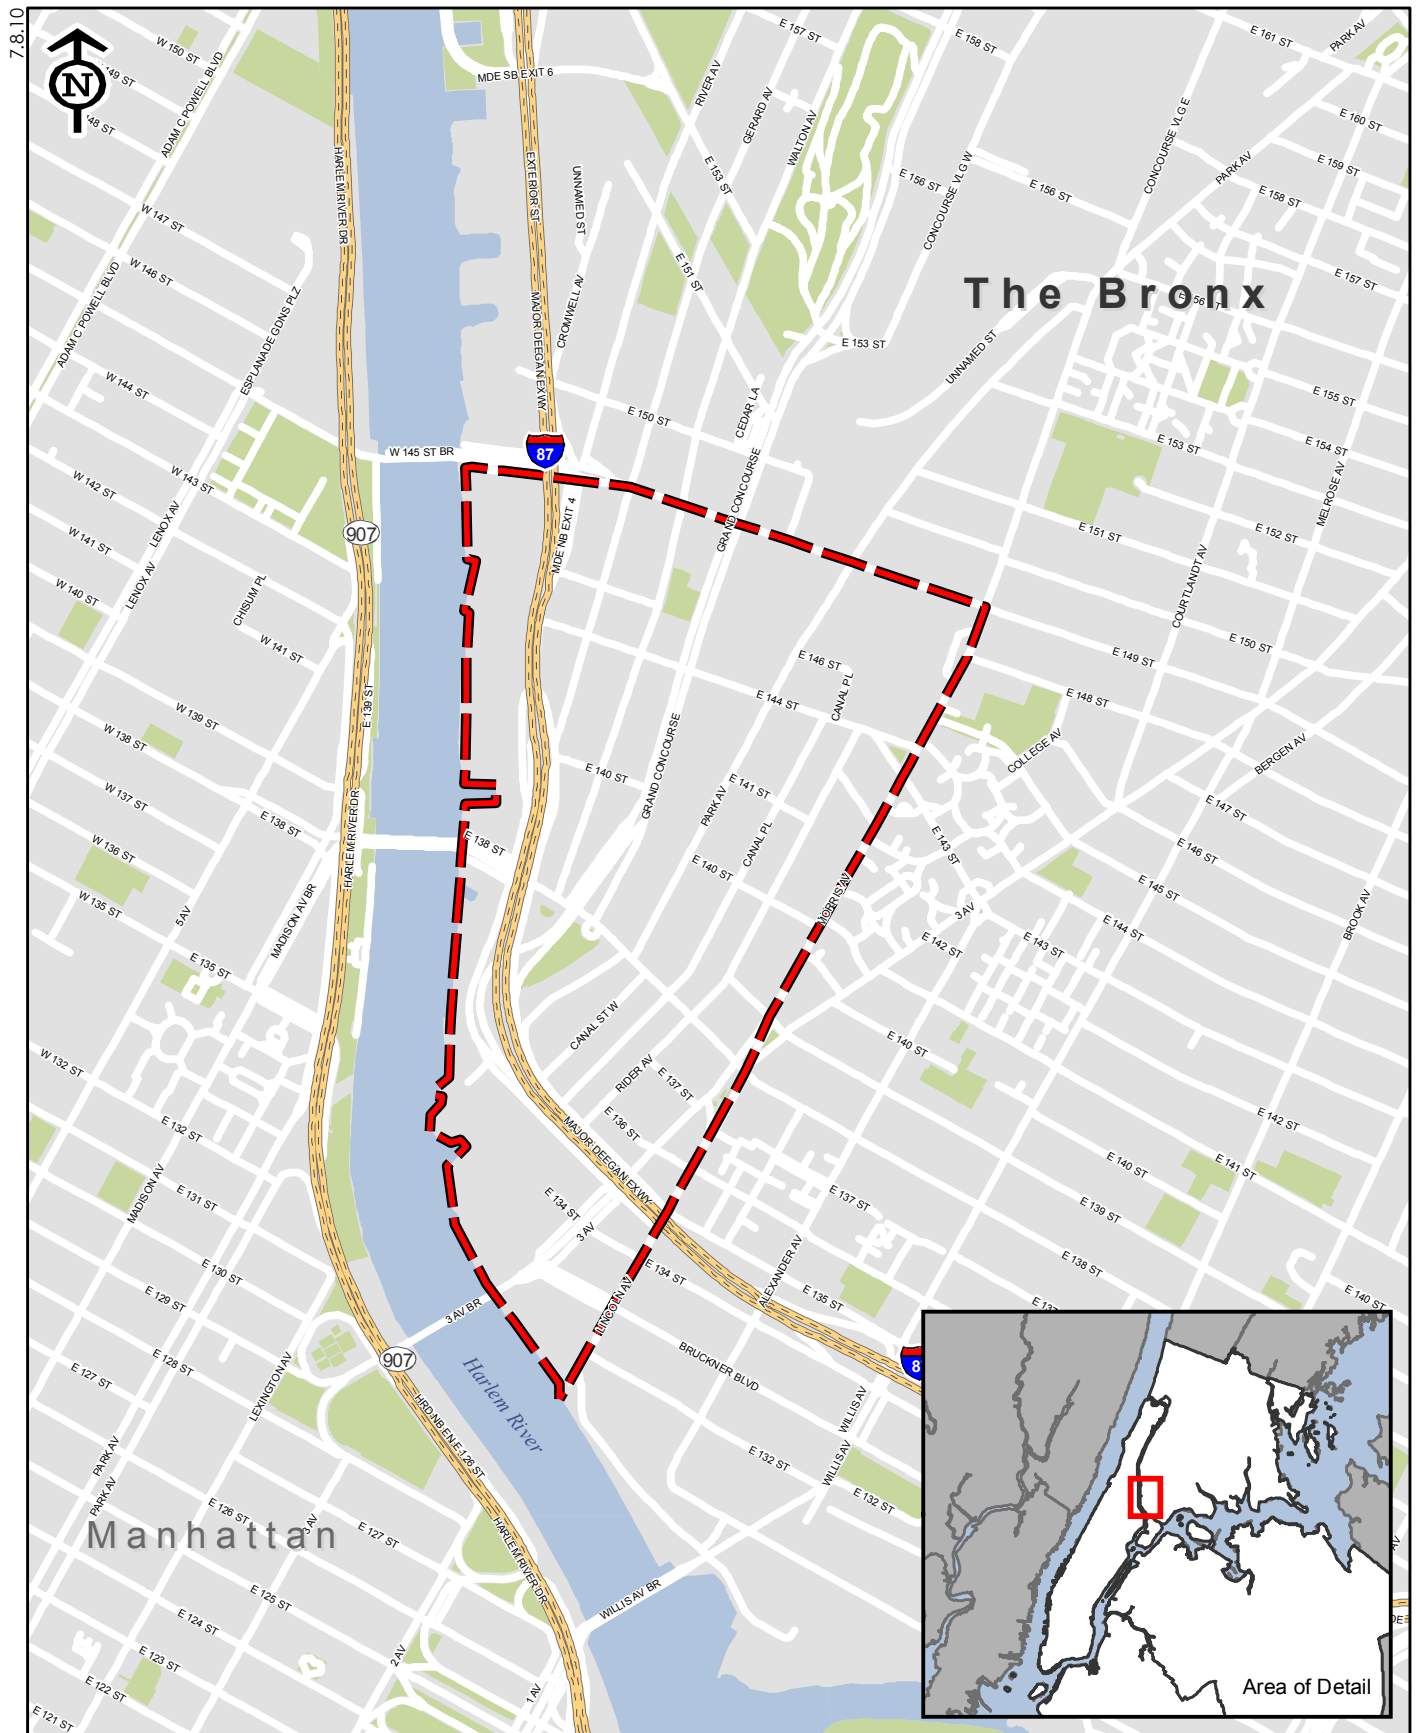 7.8.10
N
W 150 ST
ADAM C POWELL BLVD
HARLEM RIVER DR
MDE SB EXIT 6
EXTERIOR ST
RIVER AV
E 157 ST
GERARD AV
WALTON AV
E 158 ST
E 161 ST
PARK AV
CONCOURSE VLG E
E 160 ST
E 159 ST
49 ST
48 ST
E 153 ST
E 156 ST
CONCOURSE VLG W
E 156 ST
PARK AV
E 158 ST
UNNAMED ST
W 147 ST
W 146 ST
ADAM C POWELL BLVD
ESPLANADE GDNS PLZ
E 151 ST
CROMWELL AV
MAJOR DEEGAN EXWY
The Bronx
E 157 ST
E 153 ST
UNNAMED ST
W 144 ST
E 150 ST
CEDAR LA
E 155 ST
E 154 ST
E 153 ST
W 145 ST BR
87
W 143 ST
W 142 ST
LENOX AV
MELROSE AV
MDE NB EXIT 4
GRAND CONCOURSE
E 151 ST
E 152 ST
W 141 ST
907
LENOX AV
CHISUM PL
W 140 ST
W 141 ST
COURTLANDT AV
E 150 ST
E 149 ST
E 146 ST
CANAL PL
E 144 ST
E 148 ST
E 139 ST
W 139 ST
W 138 ST
GRAND CONCOURSE
COLLEGE AV
BERGEN AV
E 140 ST
E 141 ST
PARK AV
W 137 ST
E 138 ST
HARLEM RIVER DR
E 147 ST
E 138 ST
CANAL PL
E 143 ST
E 146 ST
W 136 ST
E 140 ST
E 145 ST
W 135 ST
5 AV
MADISON AV BR
MORRIS AV
3 AV
E 144 ST
BROOK AV
E 142 ST
E 143 ST
E 135 ST
CANAL ST W
E 140 ST
W 132 ST
RIDER AV
E 137 ST
E 132 ST
E 136 ST
MAJOR DEEGAN EXWY
E 142 ST
E 140 ST
E 141 ST
MADISON AV
E 131 ST
E 134 ST
3 AV
E 137 ST
E 139 ST
E 130 ST
E 134 ST
ALEXANDER AV
E 138 ST
E 129 ST
LINCOLN AV
E 135 ST
E 140 ST
3 AV BR
E 128 ST
907
BRUCKNER BLVD
E 127 ST
LEXINGTON AV
Harlem River
HRD NB EN E 126 ST
WILLIS AV
WILLIS AV
PARK AV
PARK AV
E 132 ST
E 132 ST
E 126 ST
3 AV
E 127 ST
Manhattan
HARLEM RIVER DR
E 125 ST
WILLIS AV BR
E 124 ST
2 AV
E 123 ST
E 122 ST
1 AV
E 121 ST
Area of Detail